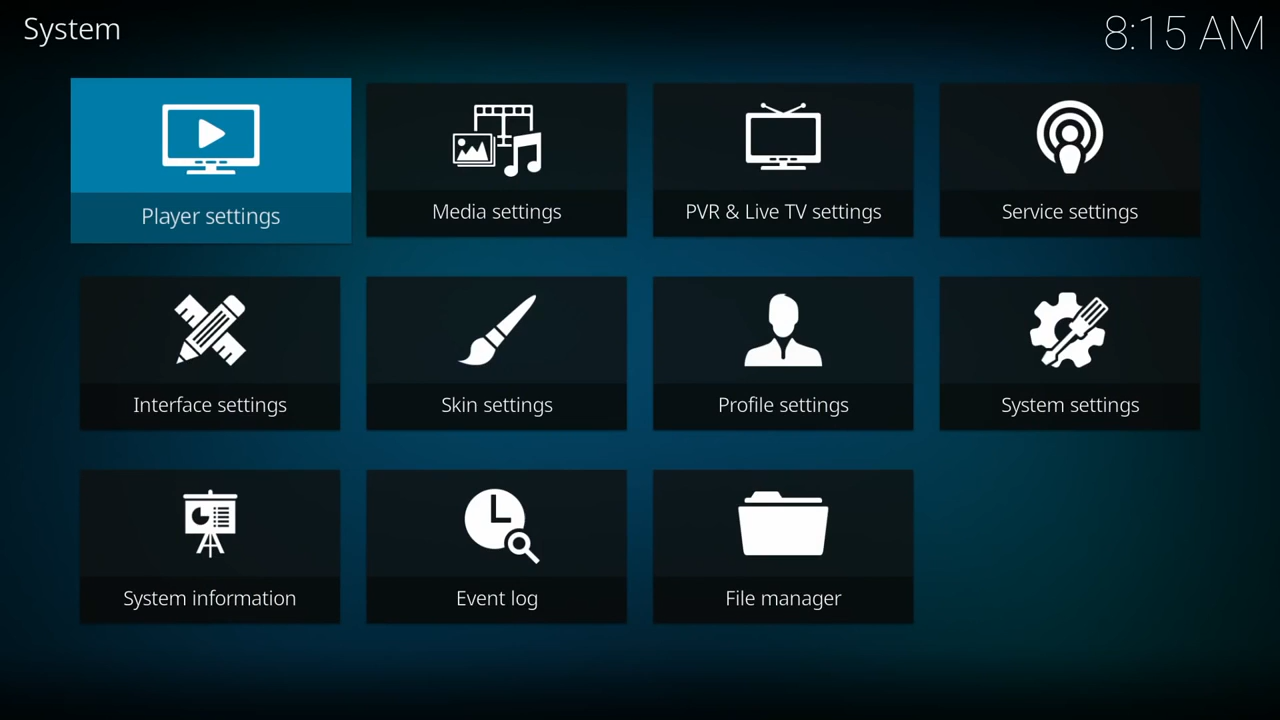 System
8:15 AM
Player settings
Media settings
PVR & Live TV settings
Service settings
Interface settings
Skin settings
Profile settings
System settings
System information
Event log
File manager